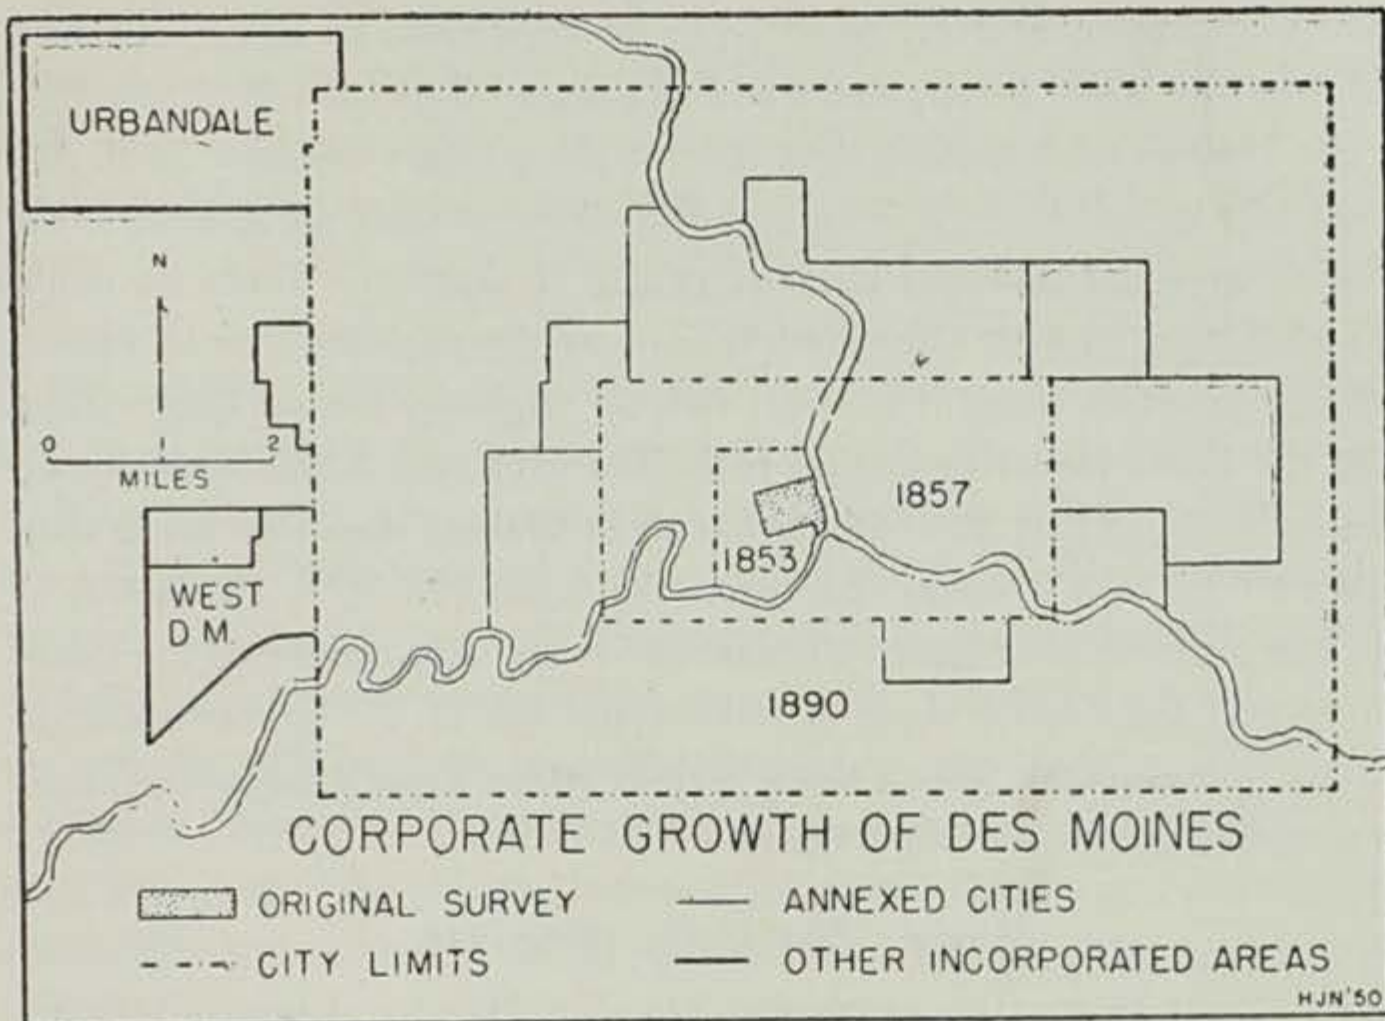 URBANDALE
N
0 2
MILES
1857
1853
WEST
D.M.
1890
CORPORATE GROWTH OF DES MOINES
ORIGINAL SURVEY
ANNEXED CITIES
CITY LIMITS
OTHER INCORPORATED AREAS
HJN'50